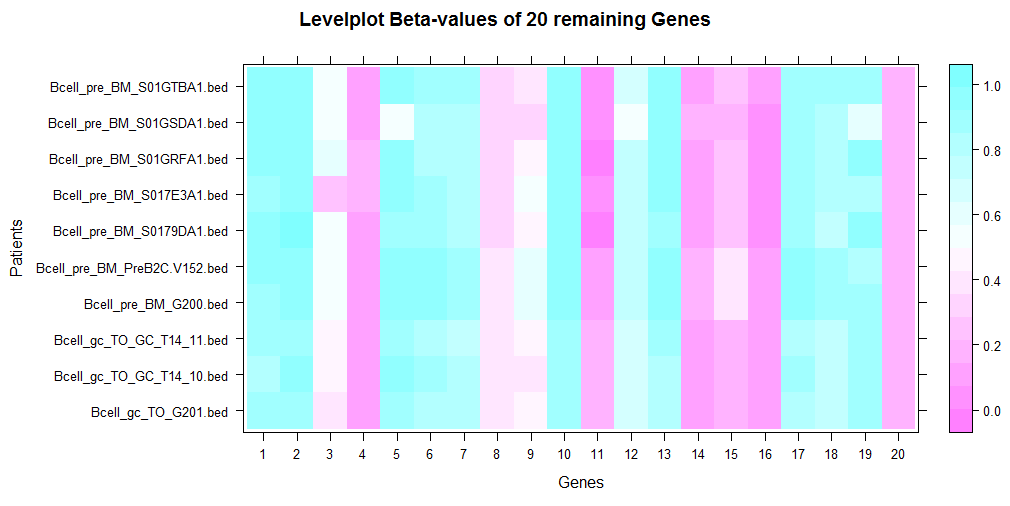 Levelplot Beta-values of 20 remaining Genes
Patients
Bcell_pre_BM_S01GTBA1.bed
Bcell_pre_BM_S01GSDA1.bed
Bcell_pre_BM_S01GRFA1.bed
Bcell_pre_BM_S017E3A1.bed
Bcell_pre_BM_S0179DA1.bed
Bcell_pre_BM_PreB2C.V152.bed
Bcell_pre_BM_G200.bed
Bcell_gc_TO_GC_T14_11.bed
Bcell_gc_TO_GC_T14_10.bed
Bcell_gc_TO_G201.bed
1 2 3 4 5 6 7 8 9 10 11 12 13 14 15 16 17 18 19 20
Genes
1.0
0.8
0.6
0.4
0.2
0.0